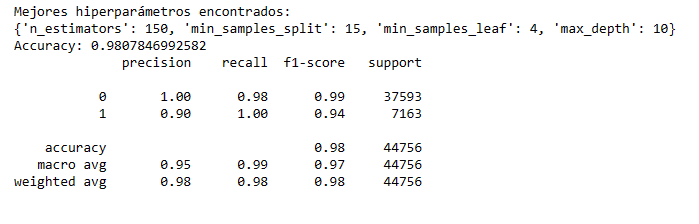 Mejores hiperparámetros encontrados:
{'n_estimators': 150, 'min_samples_split': 15, 'min_samples_leaf': 4, 'max_depth': 10}
Accuracy: 0.9807846992582
precision recall f1-score support
0 1.00 0.98 0.99 37593
1 0.90 1.00 0.94 7163
accuracy 0.98 44756
macro avg 0.95 0.99 0.97 44756
weighted avg 0.98 0.98 0.98 44756